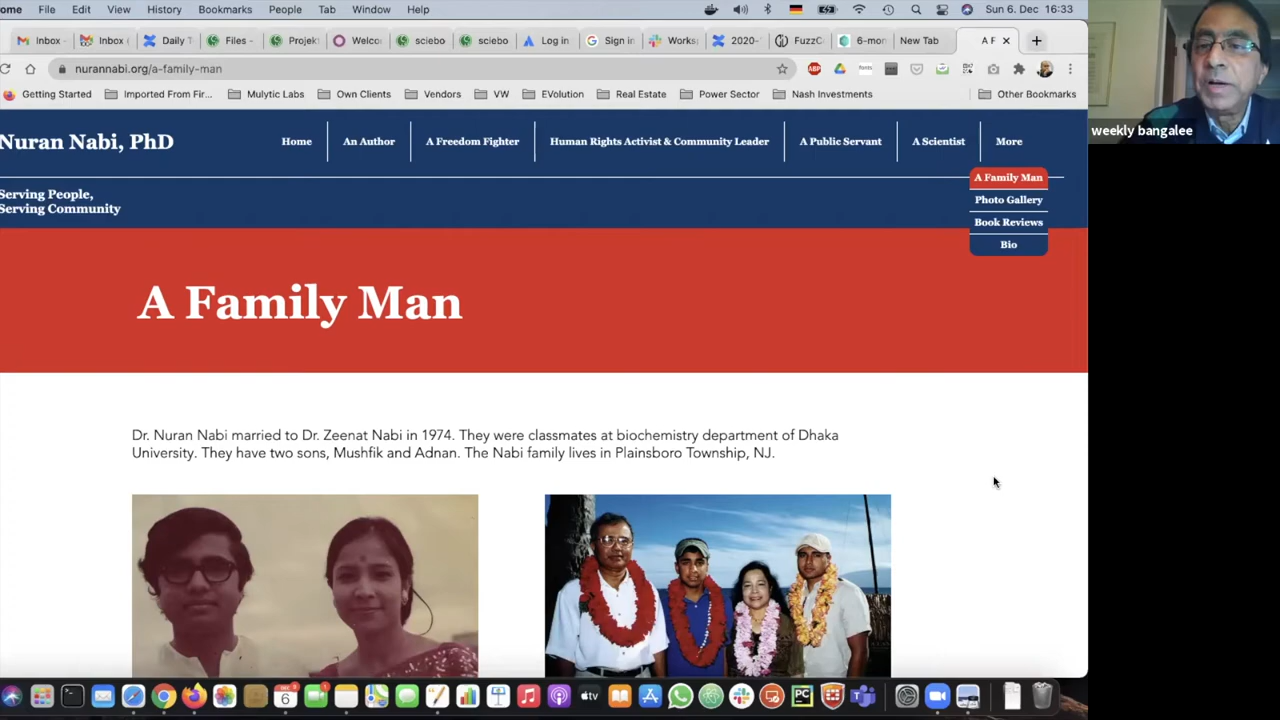 ome File Edit View History Bookmarks People Tab Window Help Sun 6. Dec 16:33
Inbox - Inbox ( Daily T Files - Projekt Welco sciebo sciebo Log in Sign in Works 2020- FuzzC 6-mon New Tab A F
nurannabi.org/a-family-man
Getting Started Imported From Fir... Mulytic Labs Own Clients Vendors VW EVolution Real Estate Power Sector Nash Investments Other Bookmarks
weekly bangalee
Nuran Nabi, PhD
Home An Author A Freedom Fighter Human Rights Activist & Community Leader A Public Servant A Scientist More
A Family Man
Photo Gallery
Book Reviews
Bio
Serving People,
Serving Community
A Family Man
Dr. Nuran Nabi married to Dr. Zeenat Nabi in 1974. They were classmates at biochemistry department of Dhaka
University. They have two sons, Mushfik and Adnan. The Nabi family lives in Plainsboro Township, NJ.